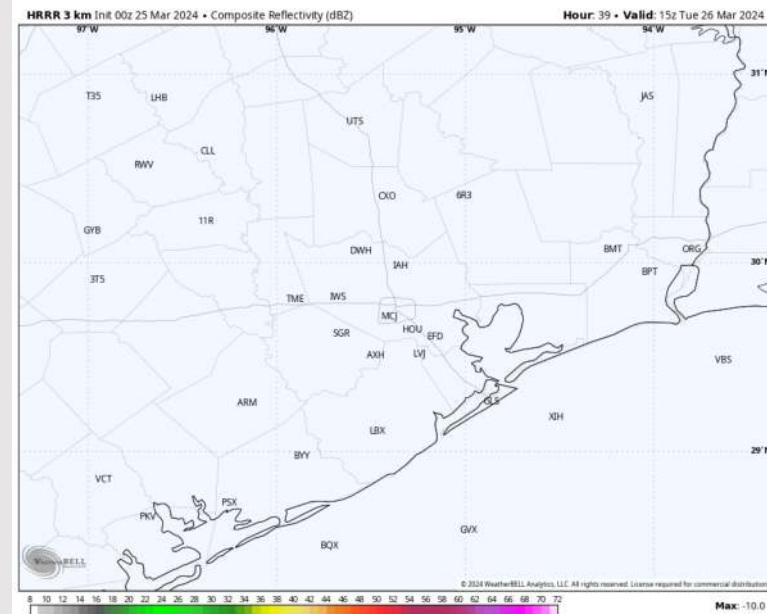 HRRR 3 km Init 00z 25 Mar 2024 • Composite Reflectivity (dBZ) Hour: 39 • Valid: 15z Tue 26 Mar 2024
97°W 96°W 95°W 94°W
31°N
T35 LHB JAS
UTS
CLL
RWV
CXO 6R3
11R
GYB
DWH BMT ORG
IAH 30°N
3T5 BPT
TME IWS
MCJ
SGR HOU EFD
AXH LVJ VBS
ARM GLS
XIH
LBX
BYY 29°N
VCT
PSX
PKV
GVX
BQX
WEATHERBELL
© 2024 WeatherBELL Analytics, LLC. All rights reserved. License required for commercial distribution
8 10 12 14 16 18 20 22 24 26 28 30 32 34 36 38 40 42 44 46 48 50 52 54 56 58 60 62 64 66 68 70 72
Max: -10.0